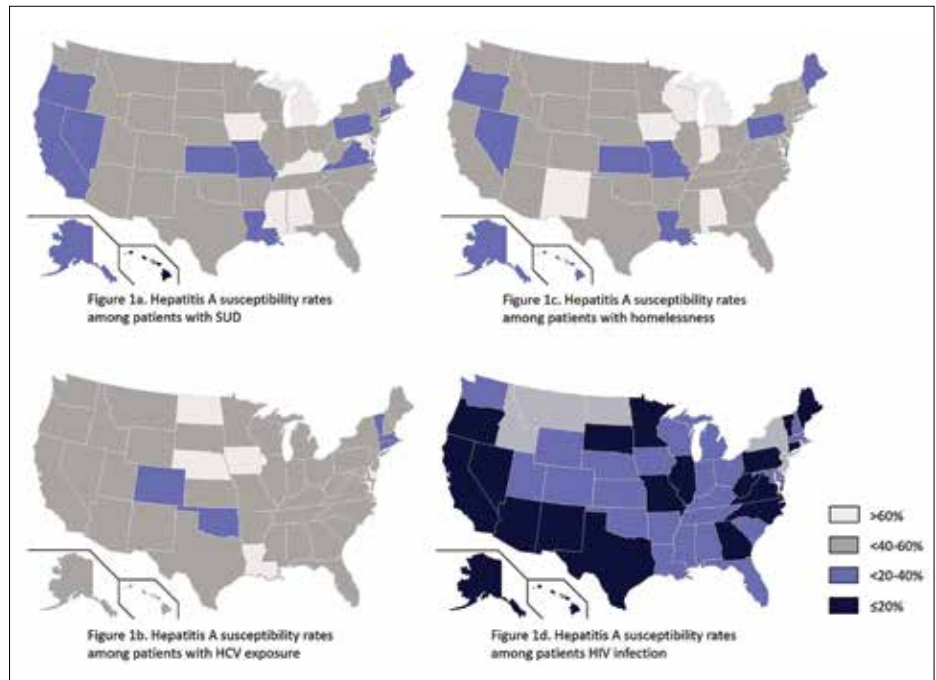 Figure 1a. Hepatitis A susceptibility rates
among patients with SUD
Figure 1c. Hepatitis A susceptibility rates
among patients with homelessness
Figure 1b. Hepatitis A susceptibility rates
among patients with HCV exposure
Figure 1d. Hepatitis A susceptibility rates
among patients HIV infection
>60%
<40-60%
<20-40%
≤20%